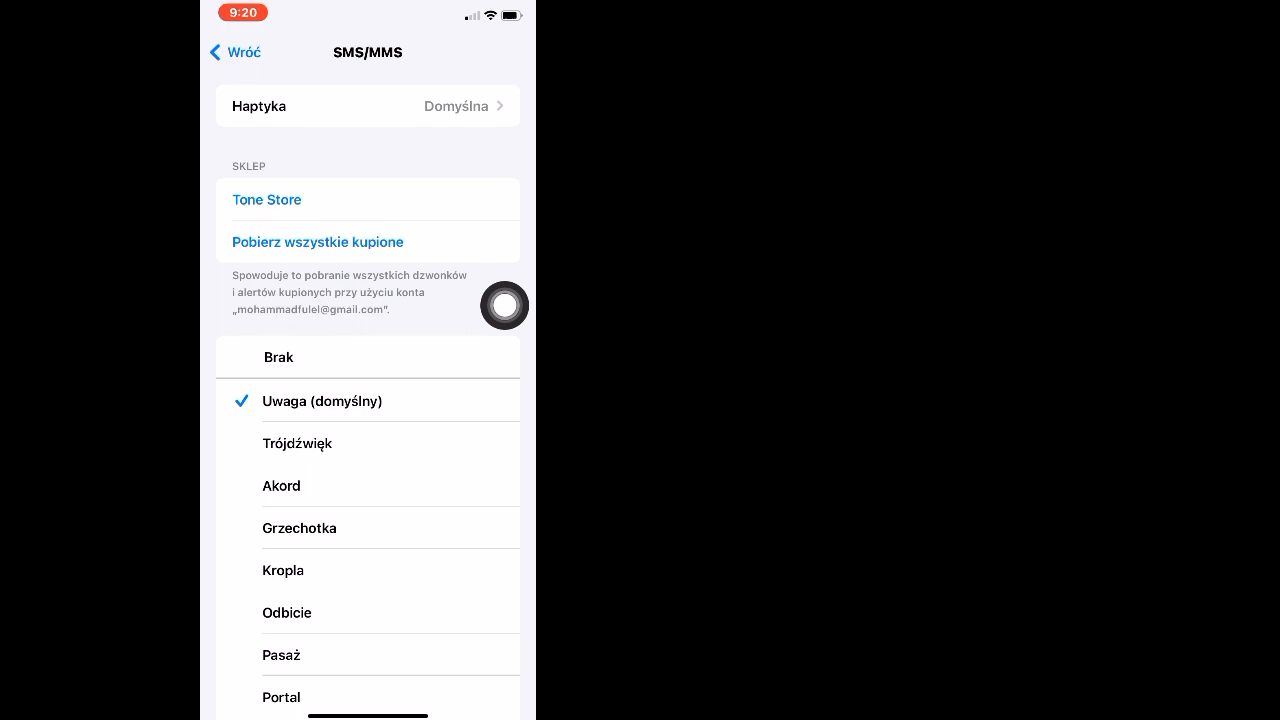 9:20
Wróć
SMS/MMS
Haptyka Domyślna
SKLEP
Tone Store
Pobierz wszystkie kupione
Spowoduje to pobranie wszystkich dzwonków
i alertów kupionych przy użyciu konta
„mohammadfulel@gmail.com”.
Brak
Uwaga (domyślny)
Trójdźwięk
Akord
Grzechotka
Kropla
Odbicie
Pasaż
Portal